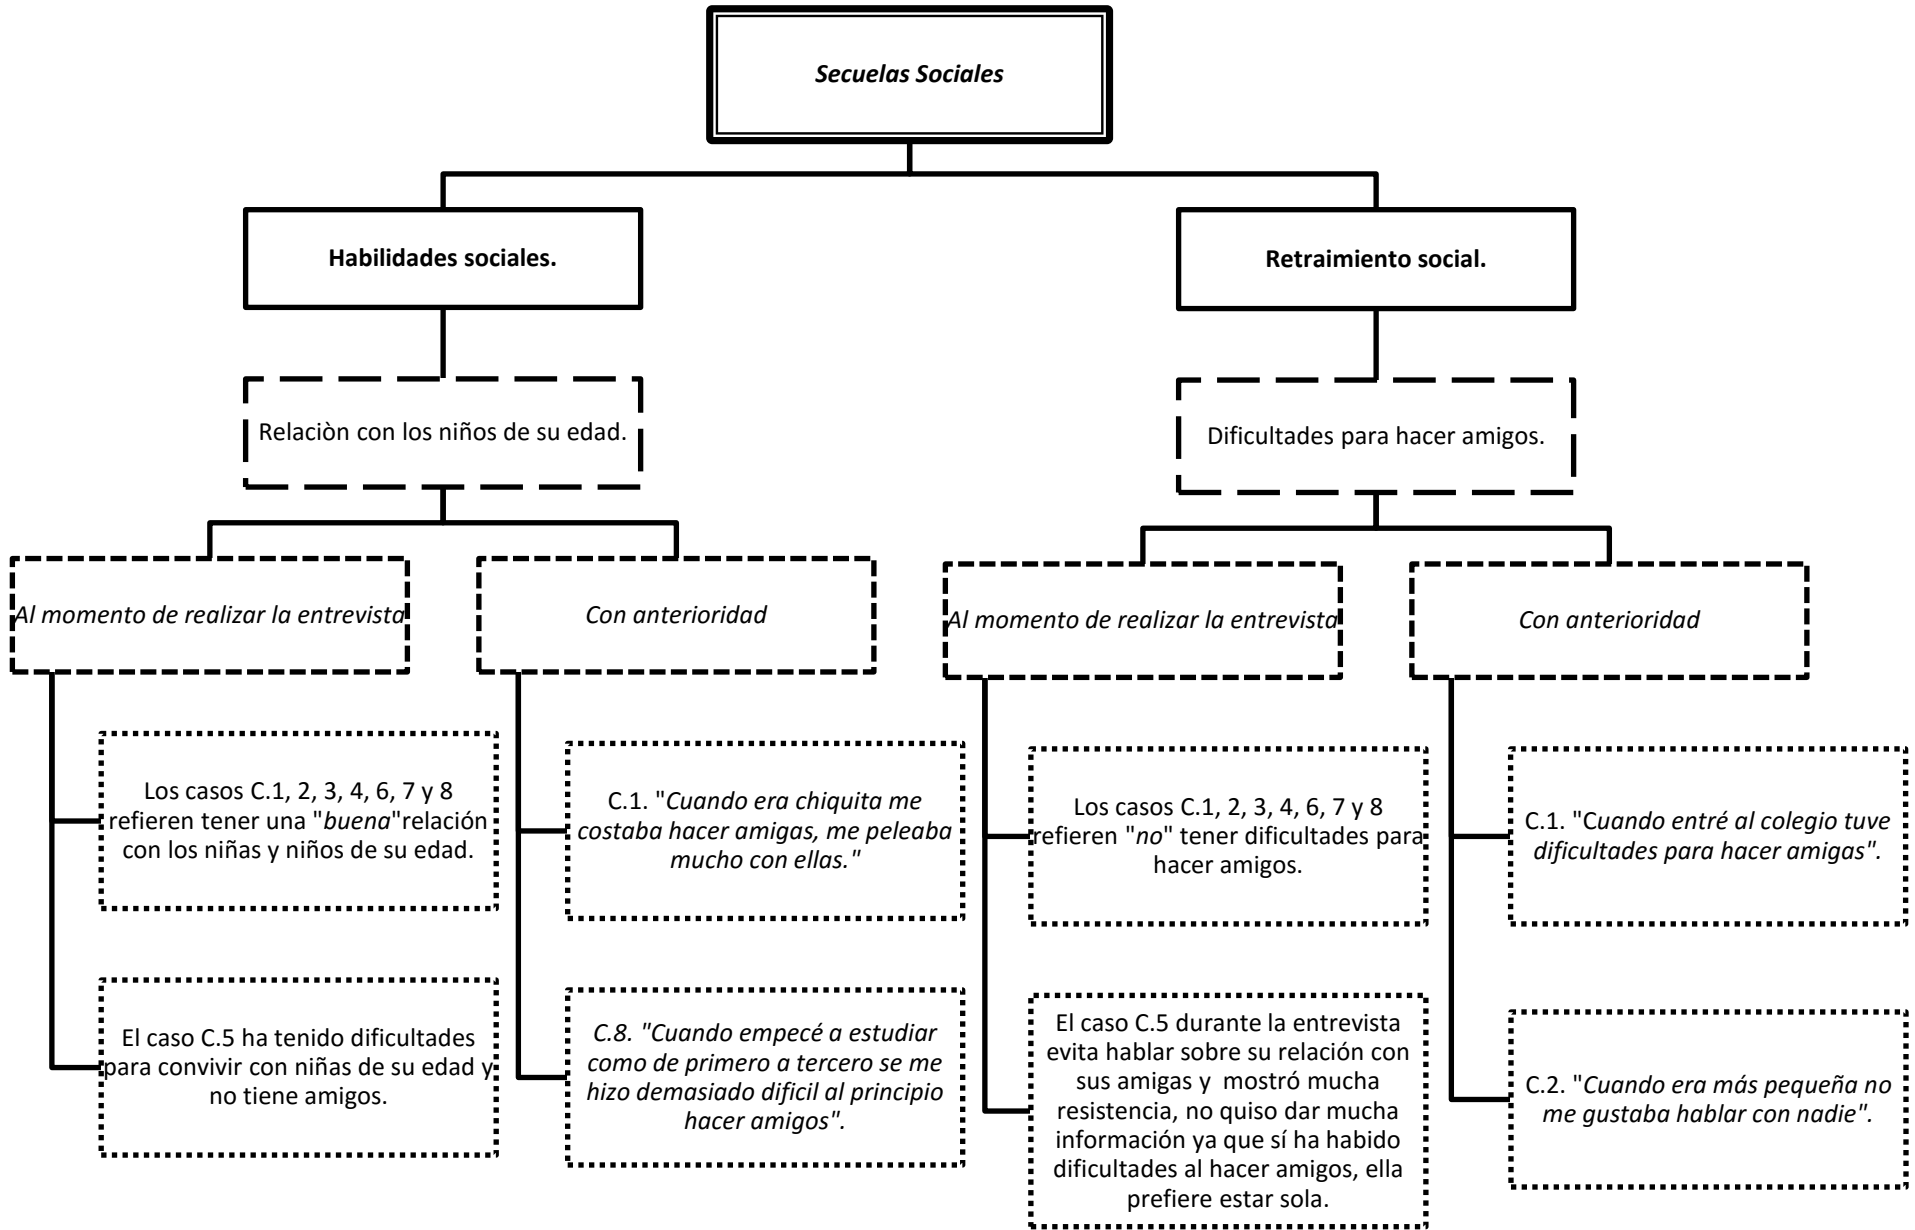 Secuelas Sociales
Habilidades sociales.
Retraimiento social.
Relaciòn con los niños de su edad.
Dificultades para hacer amigos.
Al momento de realizar la entrevista
Con anterioridad
Al momento de realizar la entrevista
Con anterioridad
Los casos C.1, 2, 3, 4, 6, 7 y 8
refieren tener una "buena"relación
con los niñas y niños de su edad.
C.1. "Cuando era chiquita me
costaba hacer amigas, me peleaba
mucho con ellas."
Los casos C.1, 2, 3, 4, 6, 7 y 8
refieren "no" tener dificultades para
hacer amigos.
C.1. "Cuando entré al colegio tuve
dificultades para hacer amigas".
El caso C.5 ha tenido dificultades
para convivir con niñas de su edad y
no tiene amigos.
C.8. "Cuando empecé a estudiar
como de primero a tercero se me
hizo demasiado dificil al principio
hacer amigos".
El caso C.5 durante la entrevista
evita hablar sobre su relación con
sus amigas y  mostró mucha
resistencia, no quiso dar mucha
información ya que sí ha habido
dificultades al hacer amigos, ella
prefiere estar sola.
C.2. "Cuando era más pequeña no
me gustaba hablar con nadie".